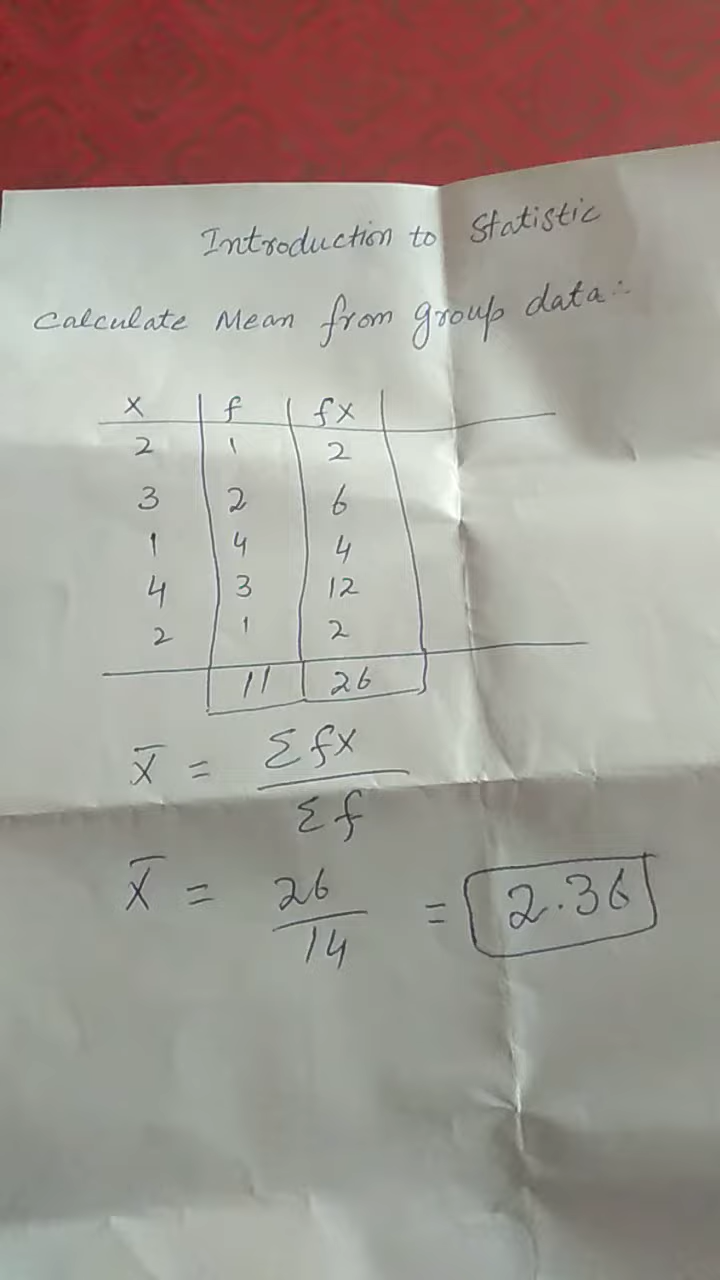 Introduction to Statistic
Calculate Mean from group data:
x f fx
2 1 2
3 2 6
1 4 4
4 3 12
2 1 2
11 26
x̄ = Σfx
Σf
x̄ = 26 = 2.36
14